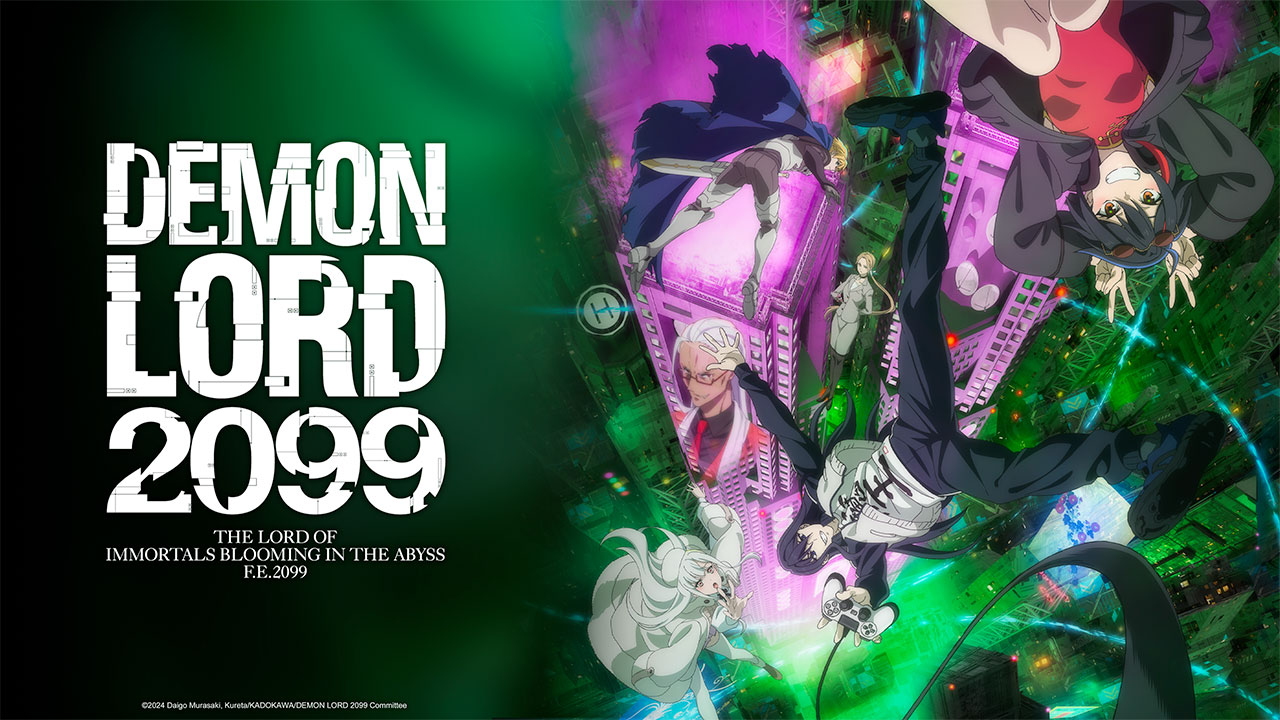 DEMON
LORD
2099
THE LORD OF
IMMORTALS BLOOMING IN THE ABYSS
F.E.2099
©2024 Daigo Murasaki, Kureta/KADOKAWA/DEMON LORD 2099 Committee
H